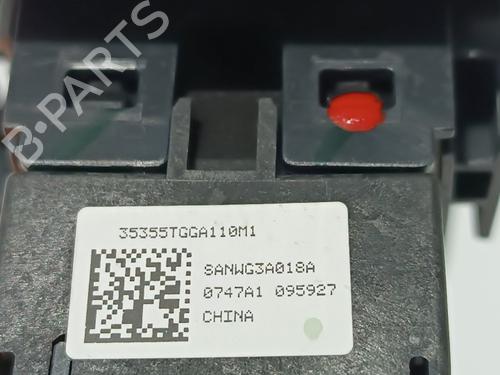 B-PARTS
35355TGGA110M1
SANWG3A018A
0747A1 095927
CHINA